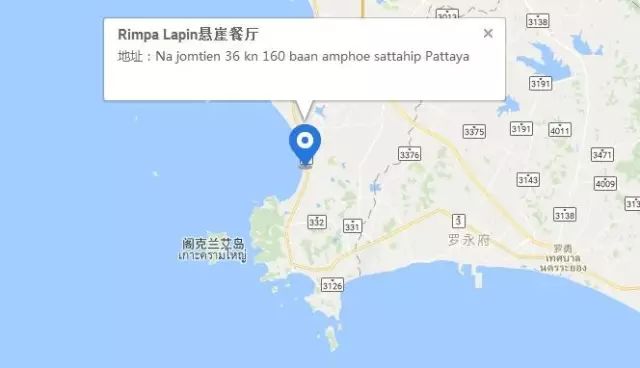 Rimpa Lapin悬崖餐厅
地址：Na jomtien 36 kn 160 baan amphoe sattahip Pattaya
3013
3138
3191
3375
3191
4011
3376
3471
3143
4009
332
331
3
3138
阁克兰艾岛
เกาะครามใหญ่
罗永府
罗勇
เทศบาล
นครระยอง
3126